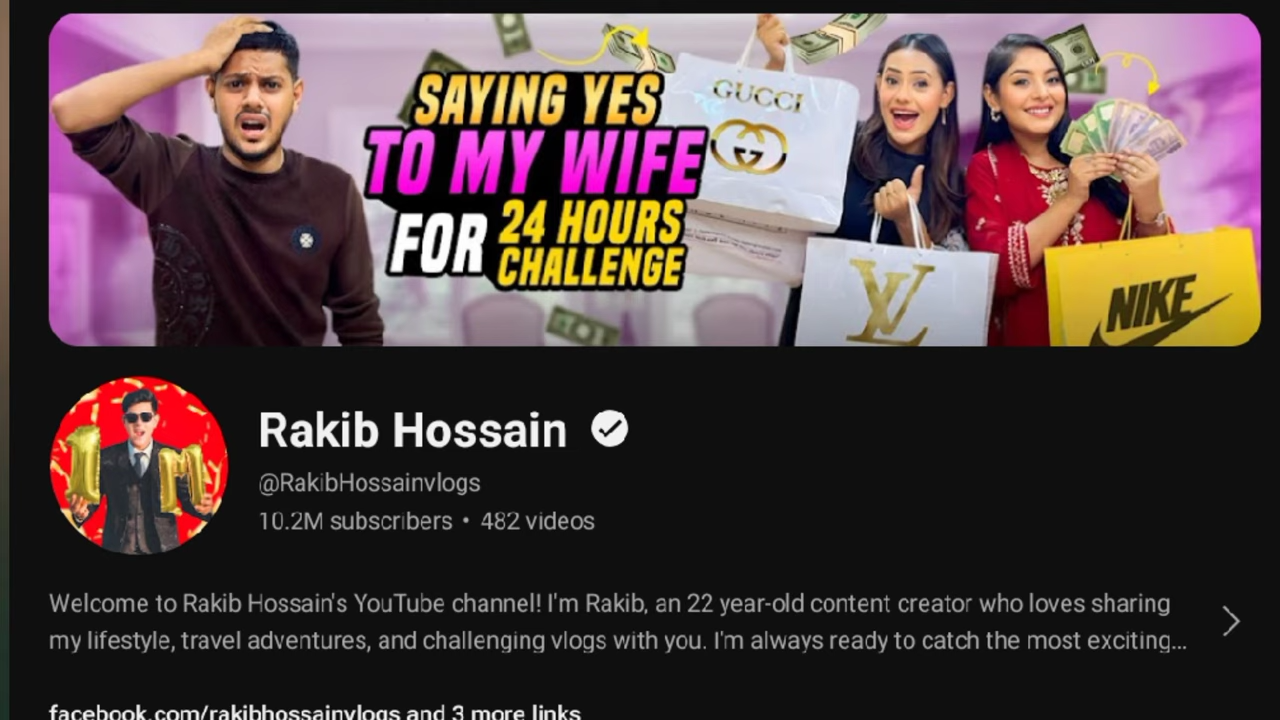 SAYING YES
TO MY WIFE
FOR 24 HOURS
CHALLENGE
GUCCI
LV
NIKE
1 M
Rakib Hossain
@RakibHossainvlogs
10.2M subscribers • 482 videos
Welcome to Rakib Hossain's YouTube channel! I'm Rakib, an 22 year-old content creator who loves sharing
my lifestyle, travel adventures, and challenging vlogs with you. I'm always ready to catch the most exciting...
facebook.com/rakibhossainvlogs and 3 more links